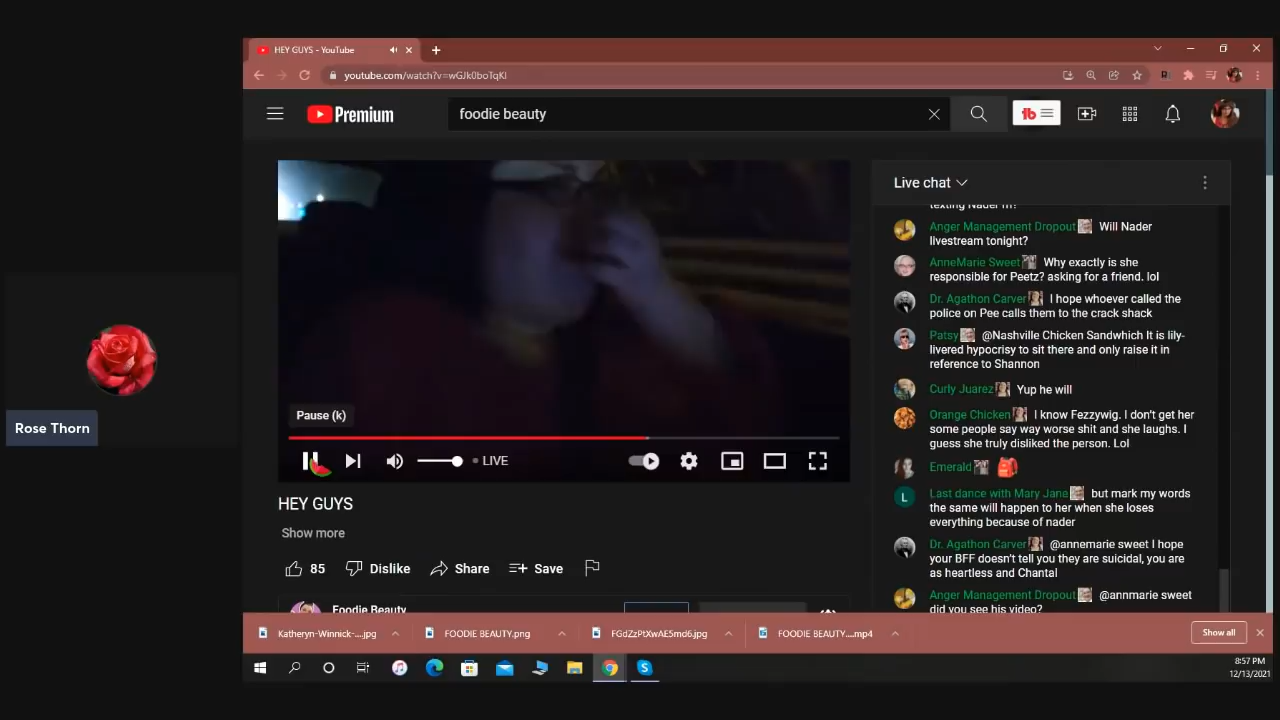 HEY GUYS - YouTube
youtube.com/watch?v=wGJk0boTqKI
Premium
foodie beauty
Live chat
texting Nader rn?
Anger Management Dropout Will Nader
livestream tonight?
AnneMarie Sweet Why exactly is she
responsible for Peetz? asking for a friend. lol
Dr. Agathon Carver I hope whoever called the
police on Pee calls them to the crack shack
Patsy @Nashville Chicken Sandwhich It is lily-
livered hypocrisy to sit there and only raise it in
reference to Shannon
Curly Juarez Yup he will
Orange Chicken I know Fezzywig. I don't get her
some people say way worse shit and she laughs. I
guess she truly disliked the person. Lol
Emerald
L
Last dance with Mary Jane but mark my words
the same will happen to her when she loses
everything because of nader
Dr. Agathon Carver @annemarie sweet I hope
your BFF doesn't tell you they are suicidal, you are
as heartless and Chantal
Anger Management Dropout @annmarie sweet
did you see his video?
Pause (k)
LIVE
HEY GUYS
Show more
85
Dislike
Share
Save
Foodie Beauty
Rose Thorn
Katheryn-Winnick-....jpg
FOODIE BEAUTY.png
FGdZzPtXwAE5md6.jpg
FOODIE BEAUTY....mp4
Show all
8:57 PM
12/13/2021